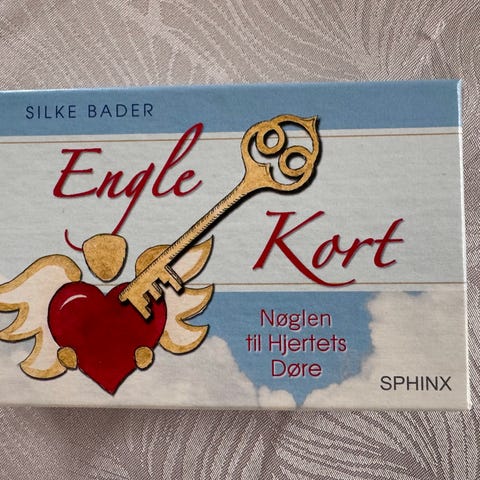 SILKE BADER
Engle
Kort
Nøglen
til Hjertets
Døre
SPHINX